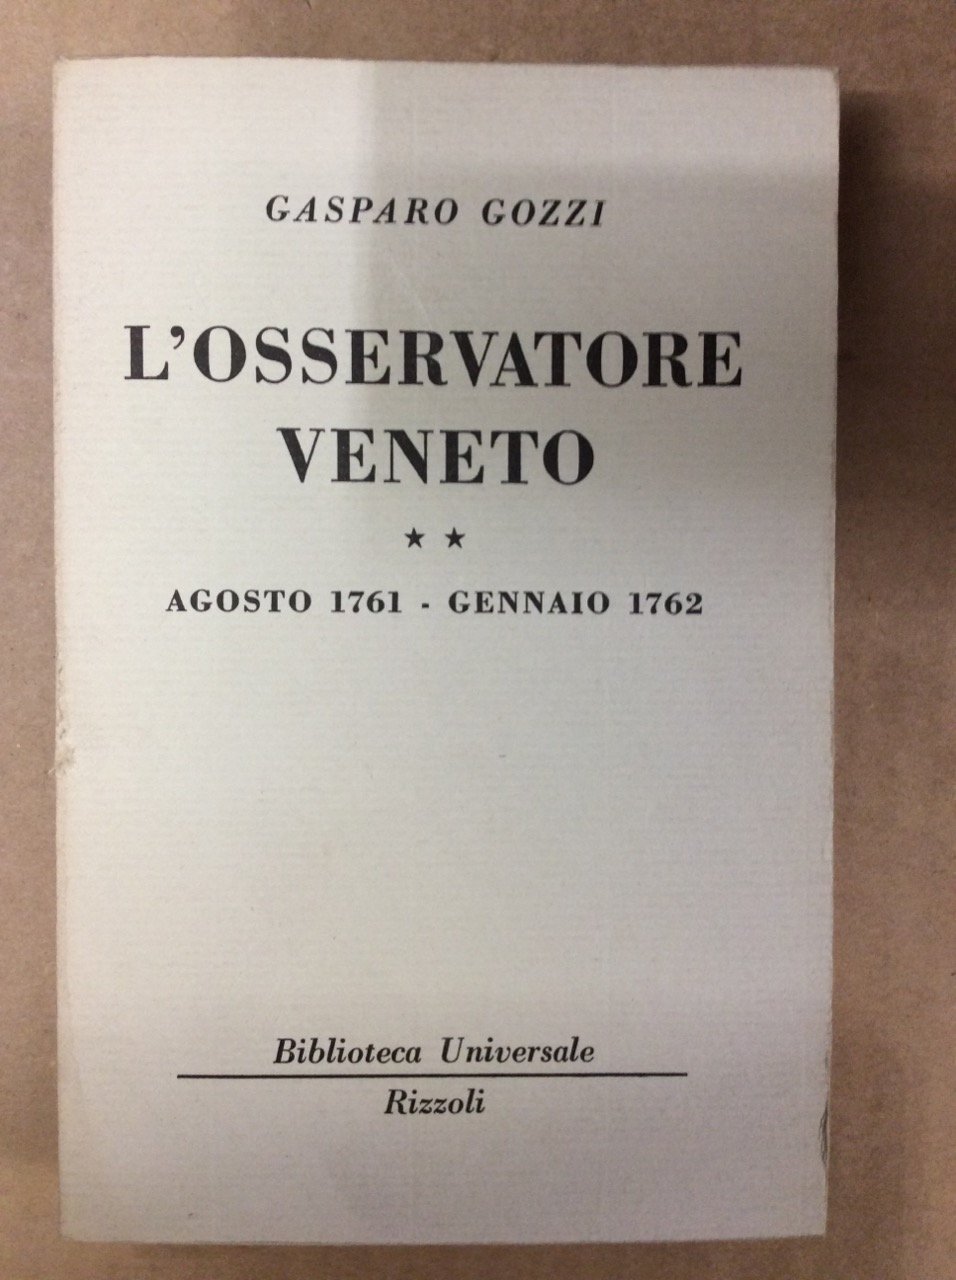 GASPARO GOZZI
L'OSSERVATORE
VENETO
★ ★
AGOSTO 1761 - GENNAIO 1762
Biblioteca Universale
Rizzoli